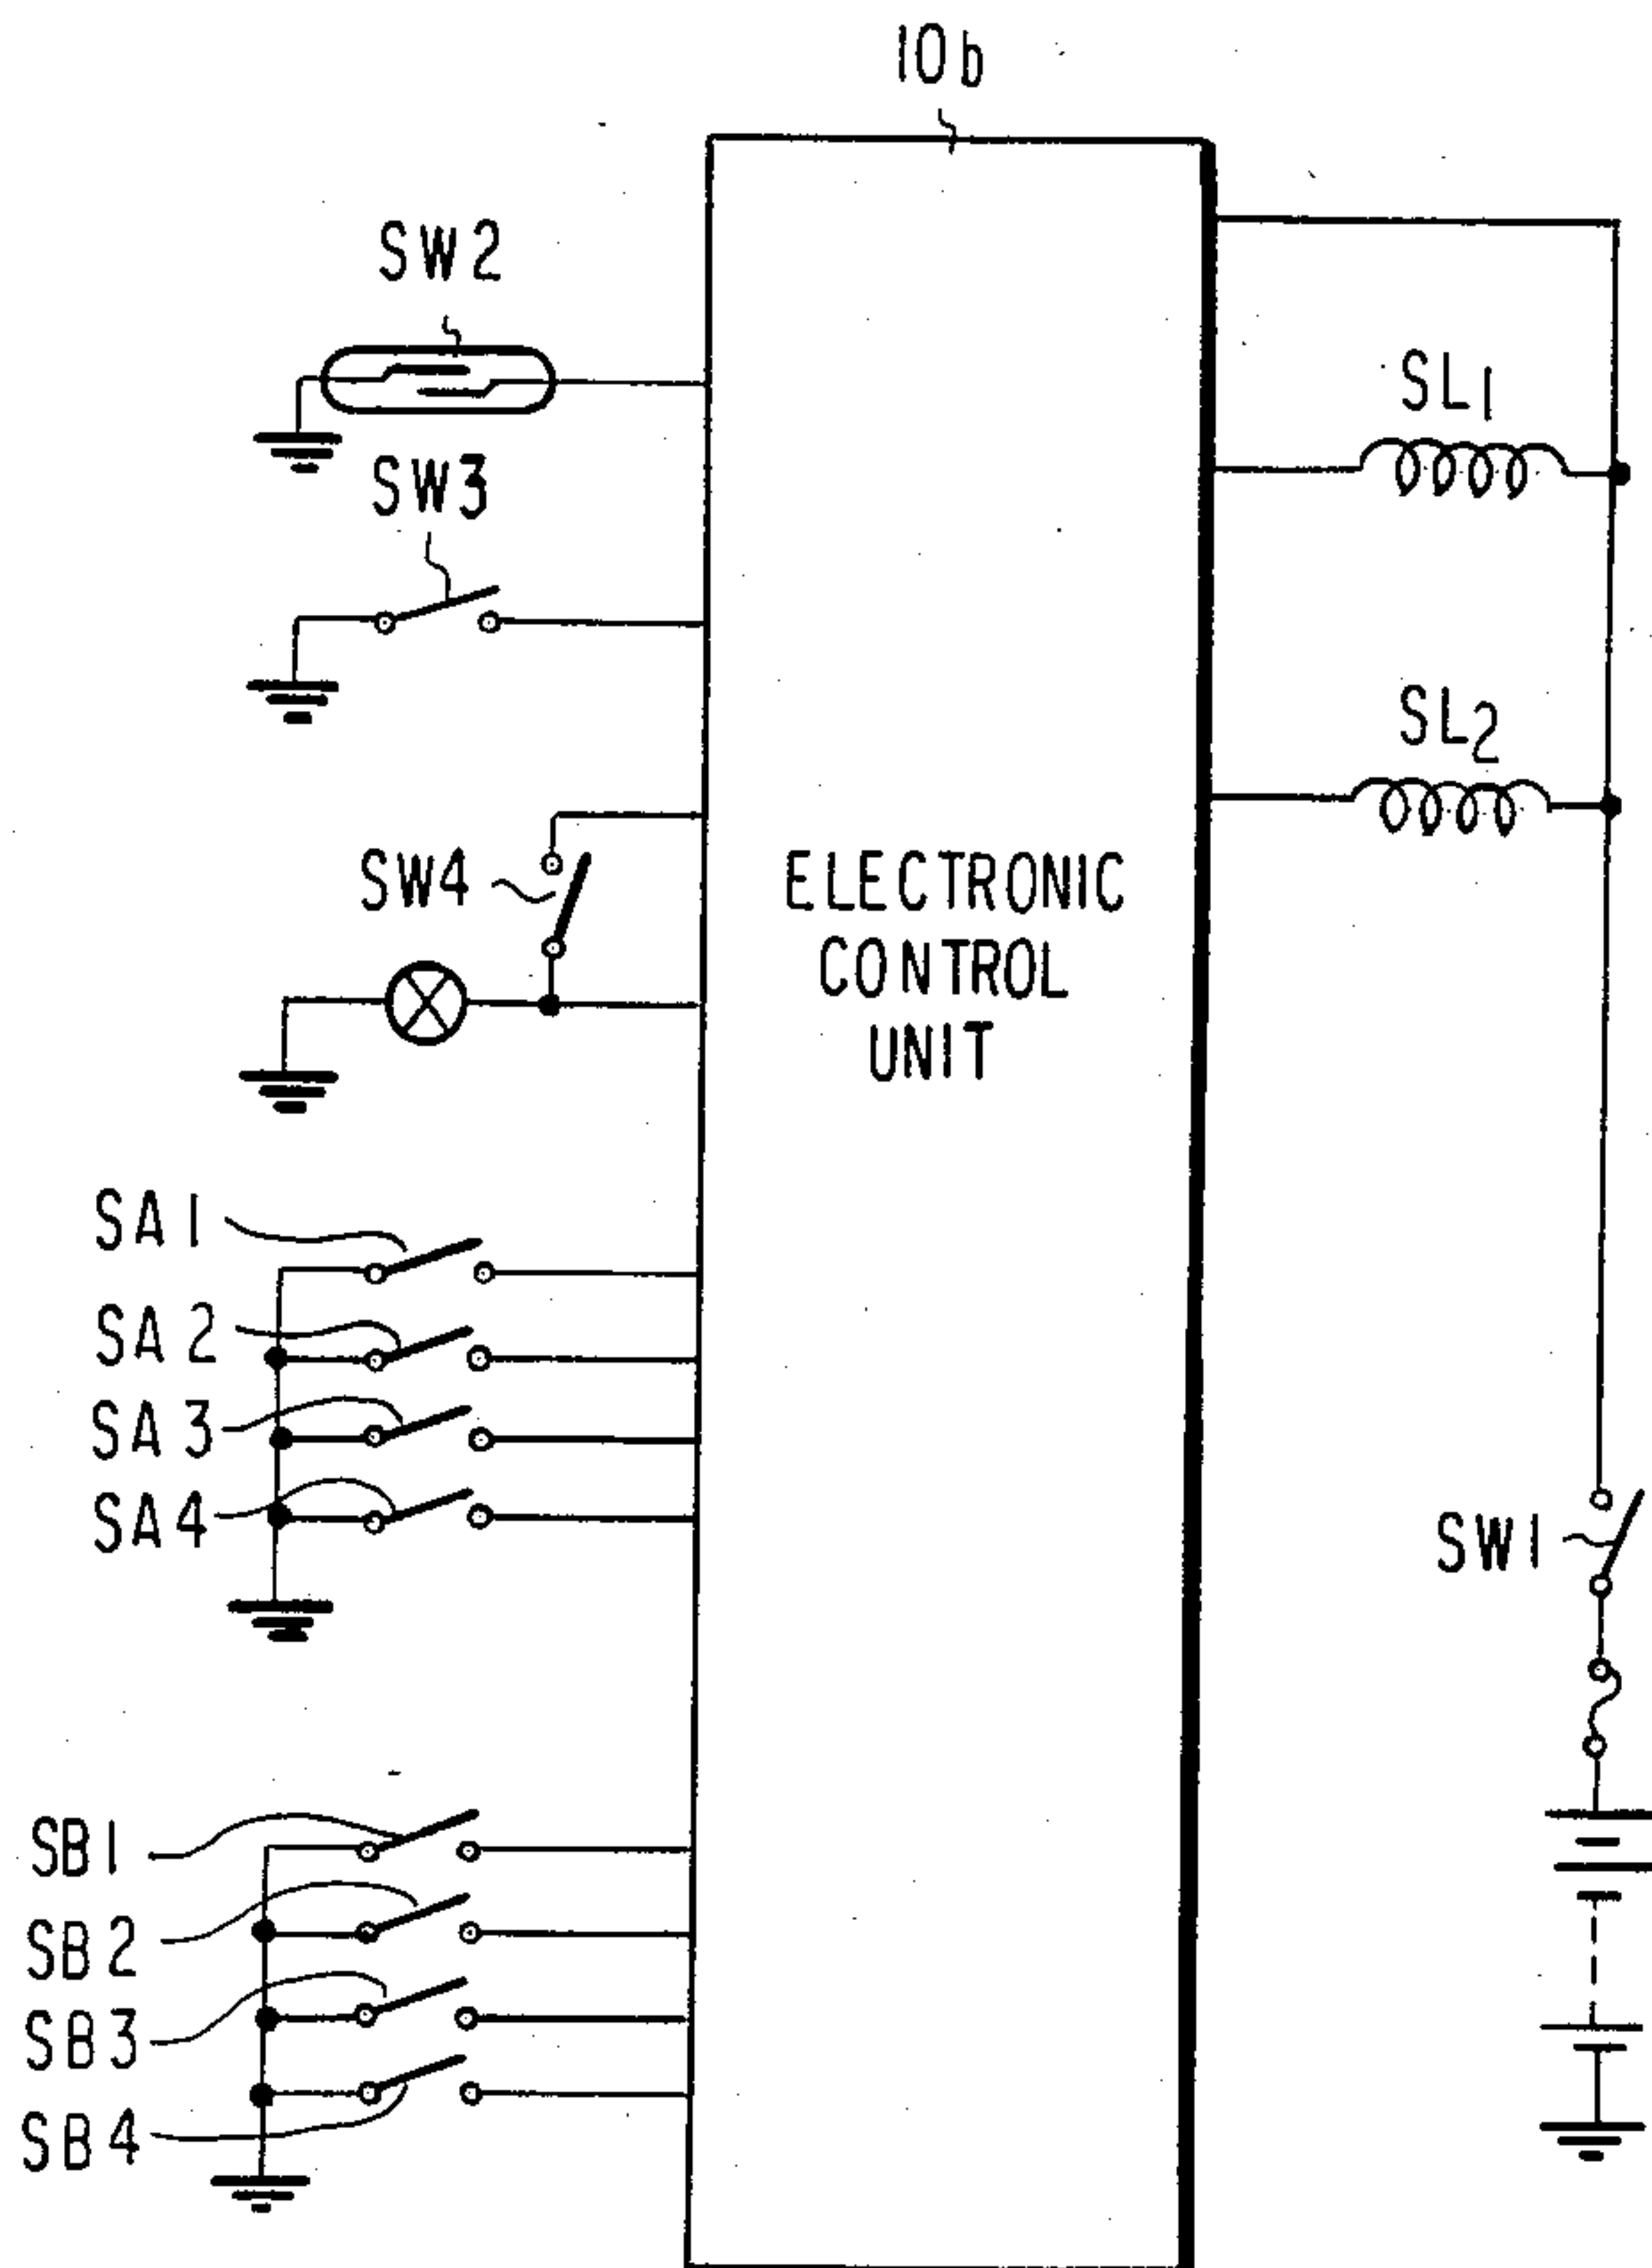 10b
SW2
SW3
SL1
SL2
SW4
ELECTRONIC
CONTROL
UNIT
SA1
SA2
SA3
SA4
SW1
SB1
SB2
SB3
SB4